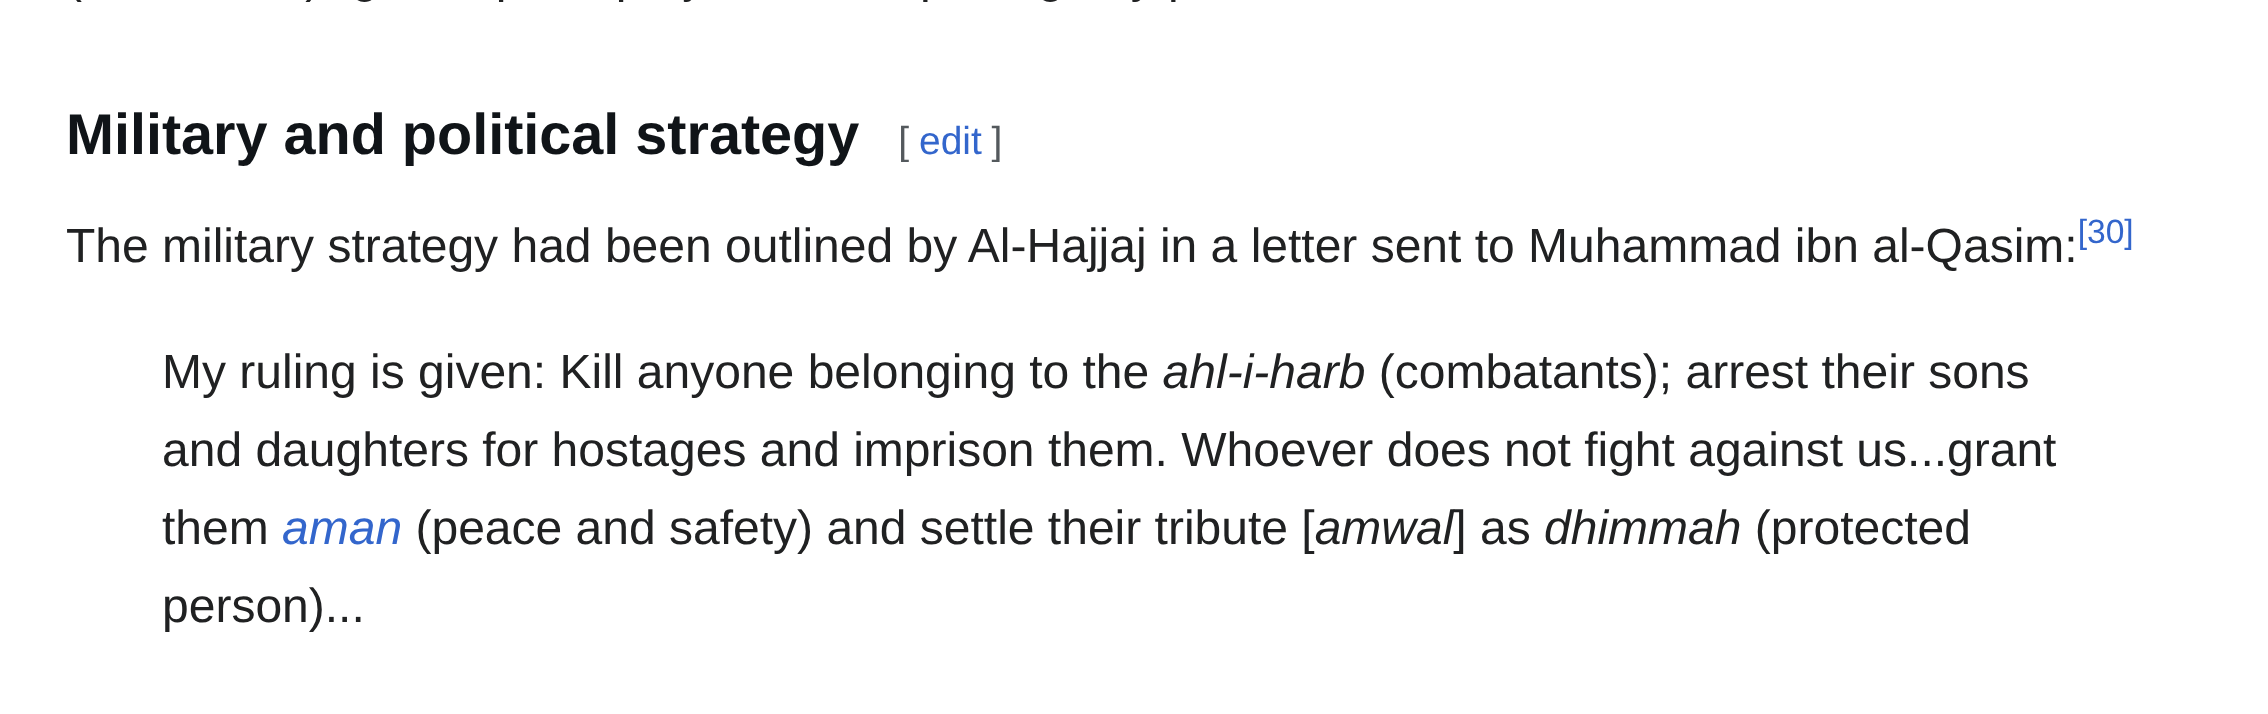 Military and political strategy [ edit ]
The military strategy had been outlined by Al-Hajjaj in a letter sent to Muhammad ibn al-Qasim:[30]
My ruling is given: Kill anyone belonging to the ahl-i-harb (combatants); arrest their sons
and daughters for hostages and imprison them. Whoever does not fight against us...grant
them aman (peace and safety) and settle their tribute [amwal] as dhimmah (protected
person)...